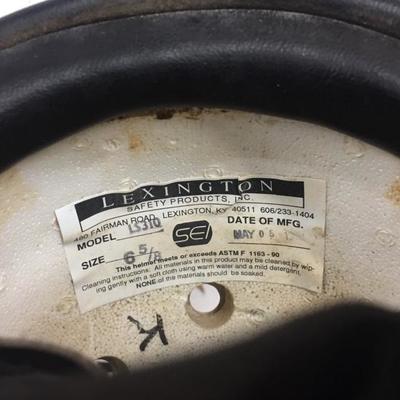 LEXINGTON
SAFETY PRODUCTS, INC.
480 FAIRMAN ROAD, LEXINGTON, KY 40511 606/233-1404
MODEL LS310 SEI DATE OF MFG.
SIZE 6 5/8 MAY 05
This helmet meets or exceeds ASTM F 1163 - 90
Cleaning instructions: All materials in this product may be cleaned by wip-
ing gently with a soft cloth using warm water and a mild detergent.
NONE of the materials should be soaked.
K